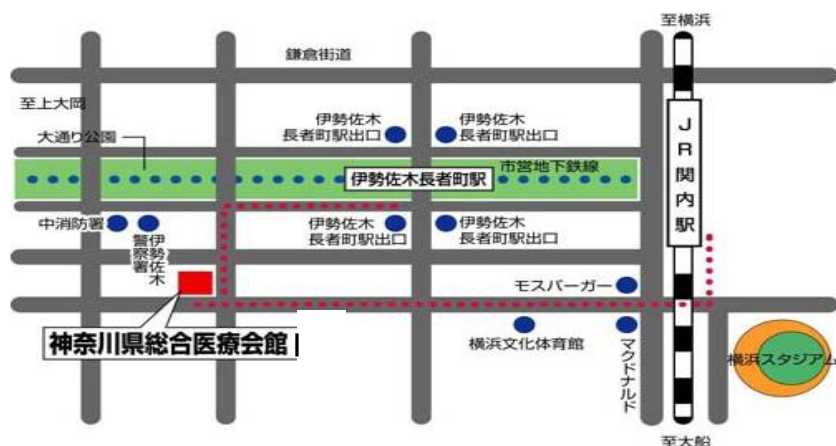 至横浜
鎌倉街道
至上大岡
大通り公園
伊勢佐木
長者町駅出口
伊勢佐木
長者町駅出口
市営地下鉄線
伊勢佐木長者町駅
JR関内駅
中消防署
伊勢佐木
警察署
伊勢佐木
長者町駅出口
伊勢佐木
長者町駅出口
モスバーガー
神奈川県総合医療会館
横浜文化体育館
マクドナルド
横浜スタジアム
至大船